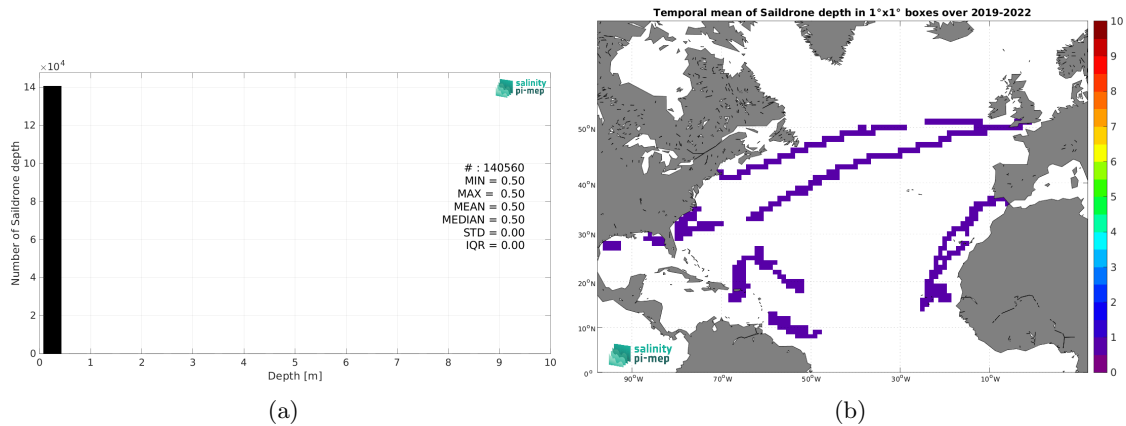 ×10⁴
14
12
10
8
6
4
2
0
Number of Saildrone depth
0 1 2 3 4 5 6 7 8 9 10
Depth [m]
salinity
pi-mep
# : 140560
MIN = 0.50
MAX = 0.50
MEAN = 0.50
MEDIAN = 0.50
STD = 0.00
IQR = 0.00
(a)
Temporal mean of Saildrone depth in 1°x1° boxes over 2019-2022
50°N
40°N
30°N
20°N
10°N
0°
90°W 70°W 50°W 30°W 10°W
salinity
pi-mep
10
9
8
7
6
5
4
3
2
1
0
(b)